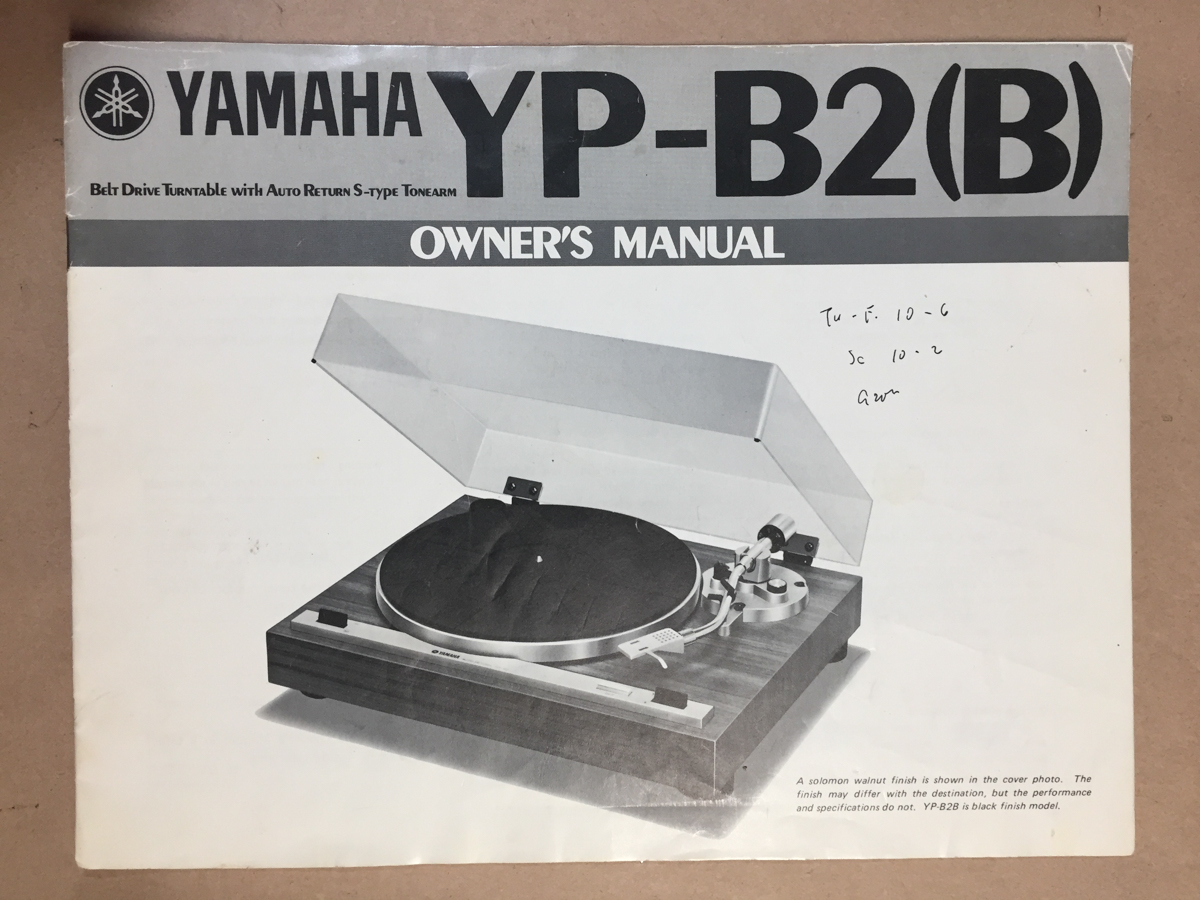 YAMAHA YP-B2(B)
Belt Drive Turntable with Auto Return S-type Tonearm
OWNER'S MANUAL
Tu - F. 10 - 6
10 - 2
YAMAHA
A solomon walnut finish is shown in the cover photo. The
finish may differ with the destination, but the performance
and specifications do not. YP-B2B is black finish model.